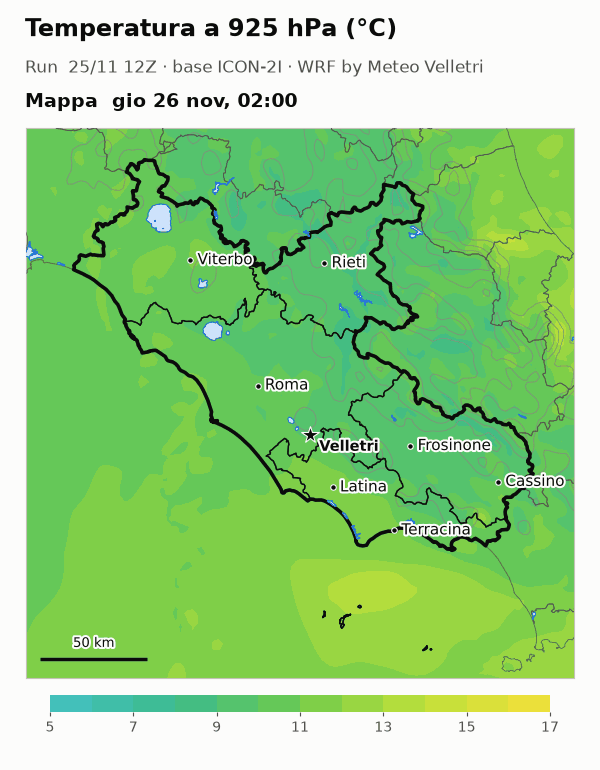 Temperatura a 925 hPa (°C)
Run  25/11 12Z · base ICON-2I · WRF by Meteo Velletri
Mappa  gio 26 nov, 02:00
Viterbo
Rieti
Roma
Velletri
Frosinone
Latina
Cassino
Terracina
50 km
5 7 9 11 13 15 17